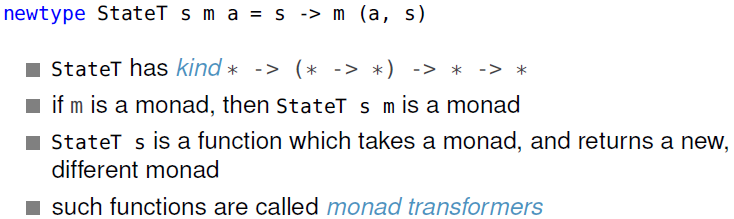 newtype StateT s m a = s -> m (a, s)
StateT has kind * -> (* -> *) -> * -> *
if m is a monad, then StateT s m is a monad
StateT s is a function which takes a monad, and returns a new,
different monad
such functions are called monad transformers